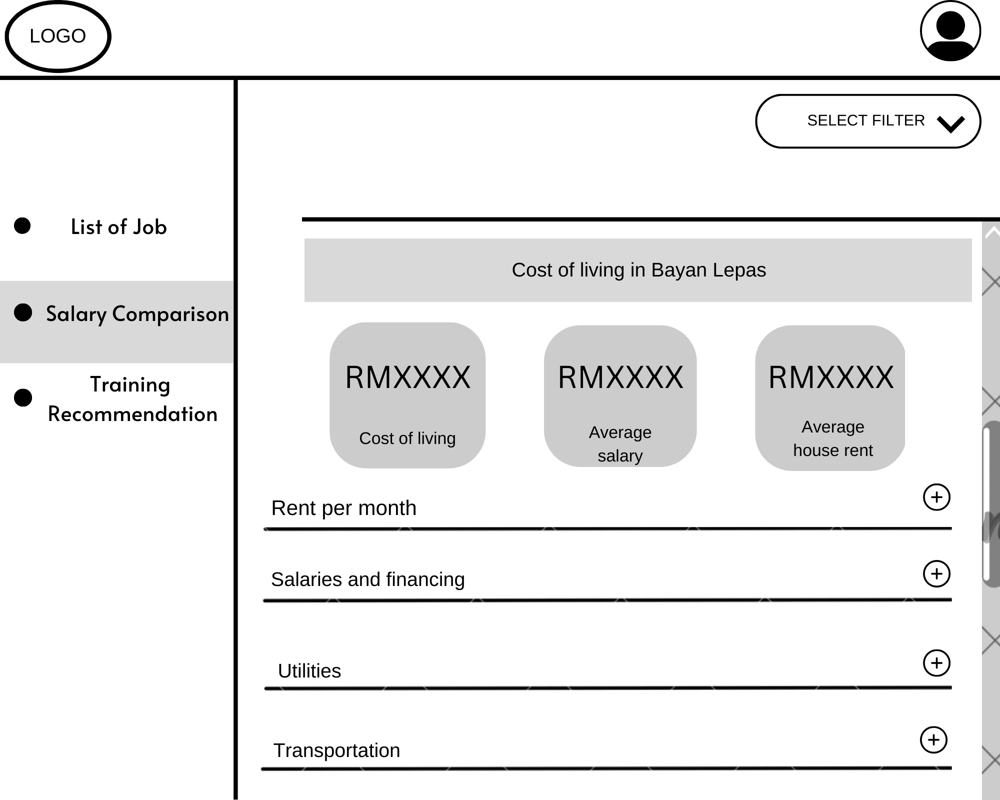 LOGO
SELECT FILTER
List of Job
Salary Comparison
Training
Recommendation
Cost of living in Bayan Lepas
RMXXXX
Cost of living
RMXXXX
Average
salary
RMXXXX
Average
house rent
Rent per month
Salaries and financing
Utilities
Transportation